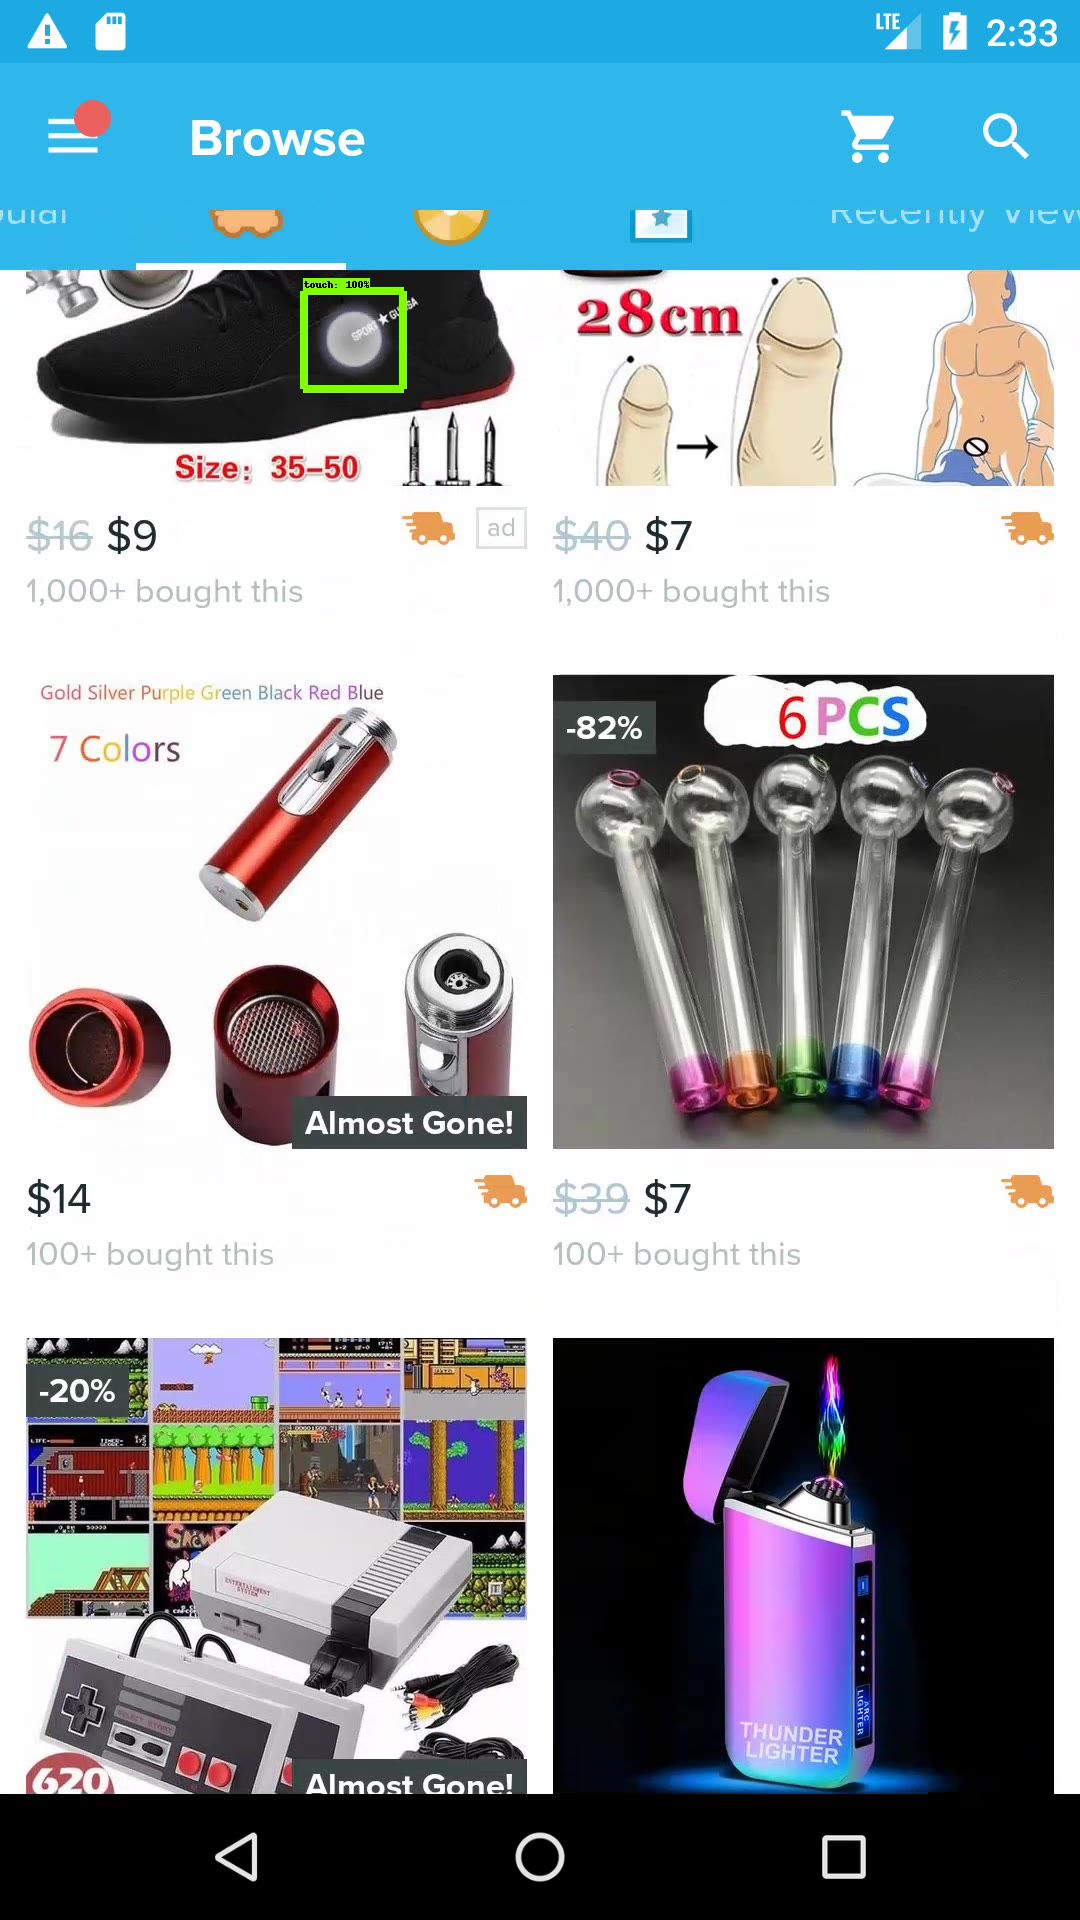 LTE 2:33
Browse
Recently View
touch: 100%
SPORT★GUGSA
28cm
Size: 35-50
$16 $9
ad
$40 $7
1,000+ bought this
1,000+ bought this
Gold Silver Purple Green Black Red Blue
7 Colors
-82%
6 PCS
Almost Gone!
$14
$39 $7
100+ bought this
100+ bought this
-20%
ENTERTAINMENT
SYSTEM
620
Almost Gone!
ARC
LIGHTER
THUNDER
LIGHTER